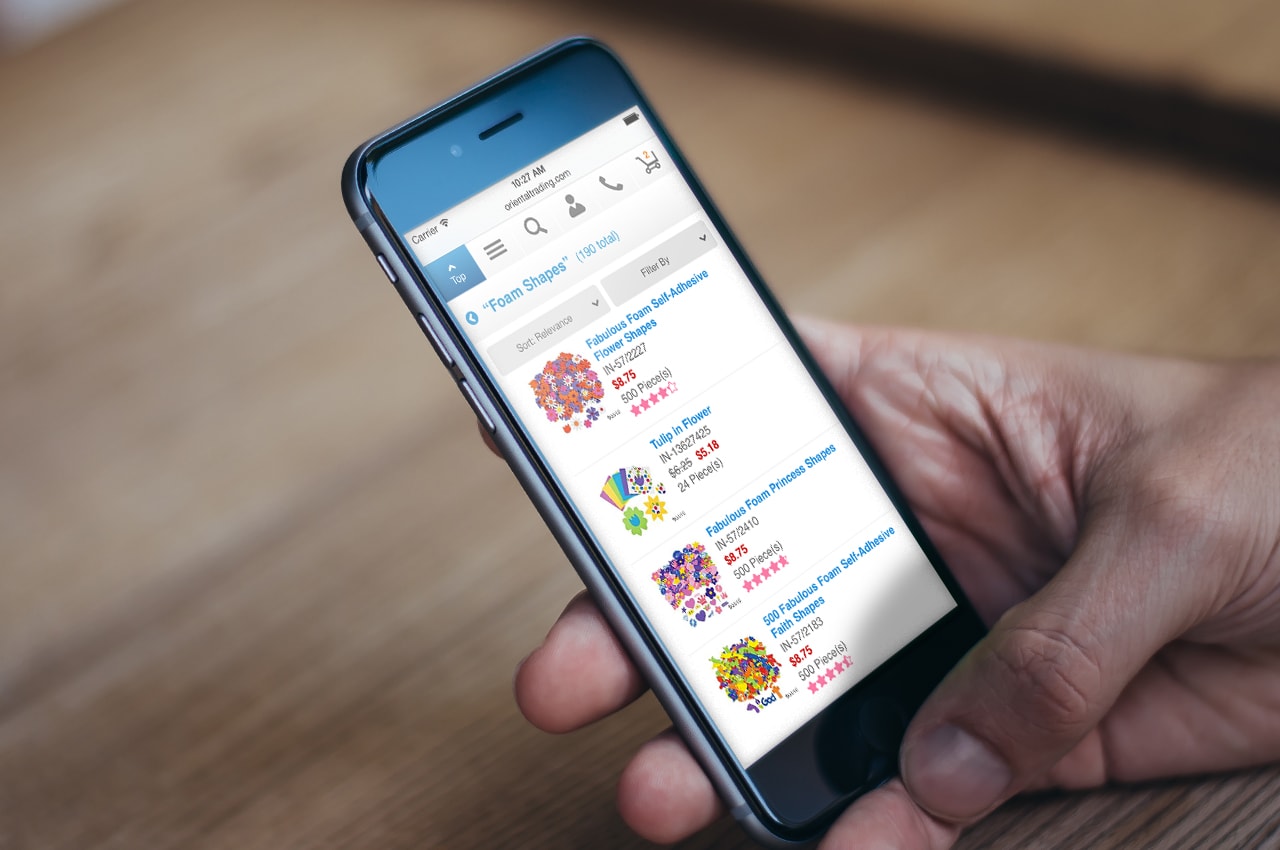 Carrier
10:27 AM
orientaltrading.com
Top
2
“Foam Shapes” (190 total)
Sort: Relevance
Filter By
Fabulous Foam Self-Adhesive
Flower Shapes
IN-57/2227
$8.75
500 Piece(s)
Tulip in Flower
IN-13627425
$6.25 $5.18
24 Piece(s)
Fabulous Foam Princess Shapes
IN-57/2410
$8.75
500 Piece(s)
500 Fabulous Foam Self-Adhesive
Faith Shapes
IN-57/2183
$8.75
500 Piece(s)
God